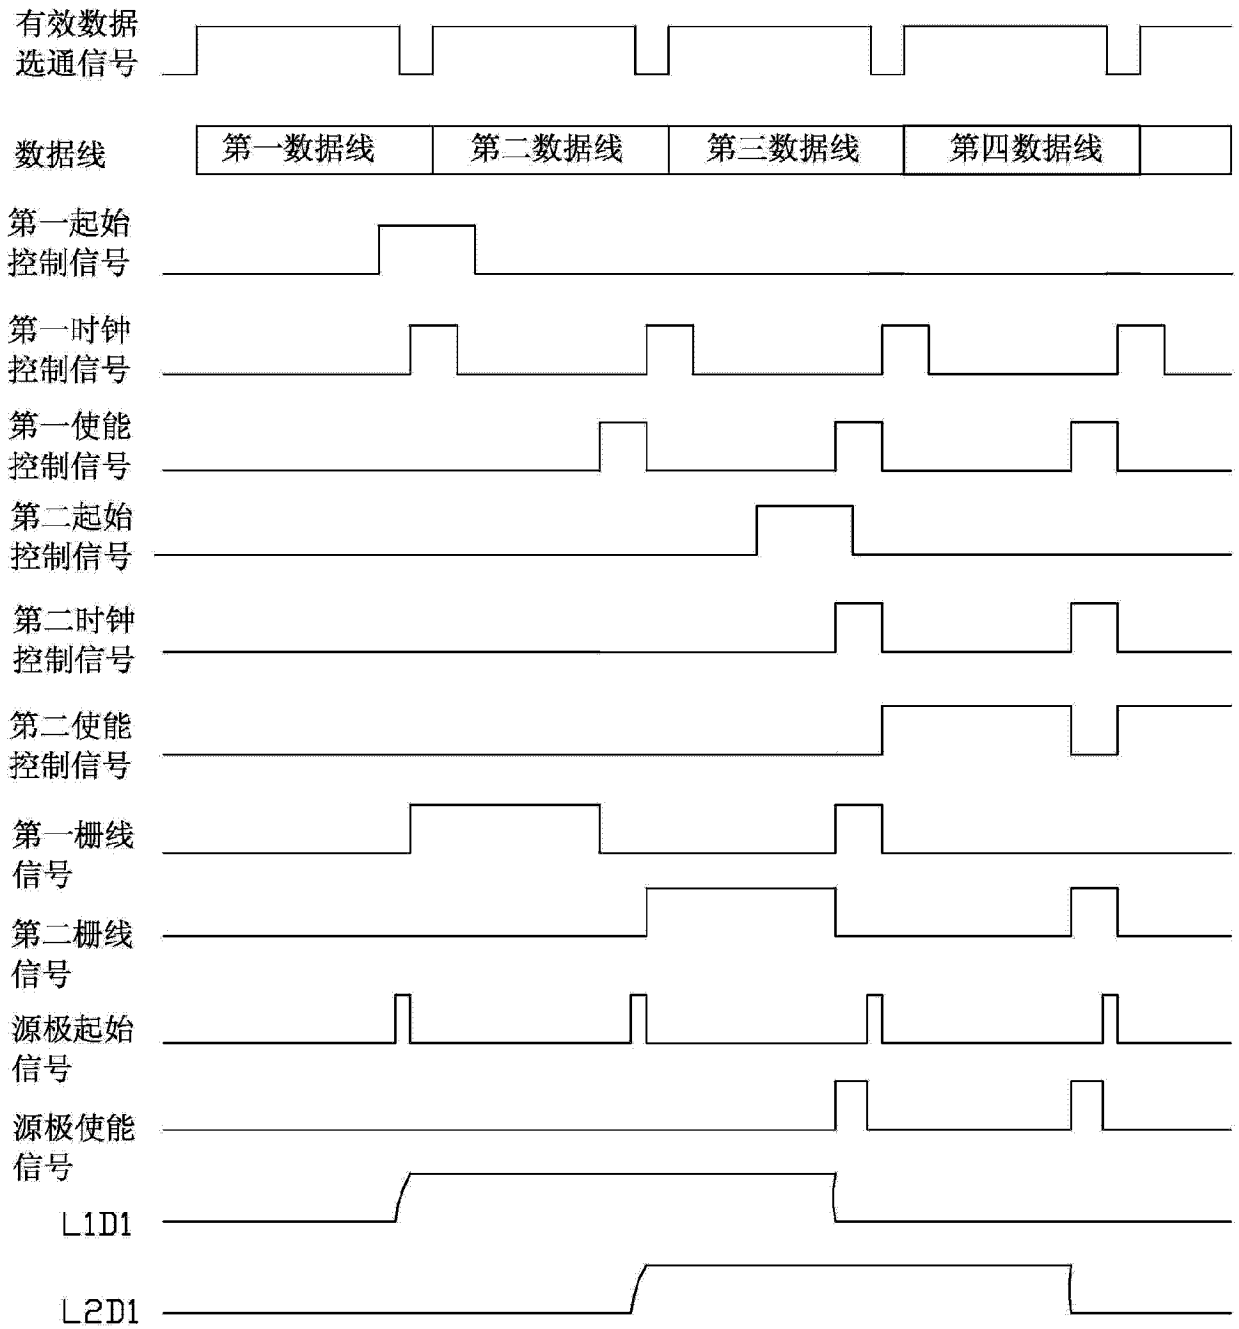 有效数据
选通信号
数据线
第一数据线
第二数据线
第三数据线
第四数据线
第一起始
控制信号
第一时钟
控制信号
第一使能
控制信号
第二起始
控制信号
第二时钟
控制信号
第二使能
控制信号
第一栅线
信号
第二栅线
信号
源极起始
信号
源极使能
信号
L1D1
L2D1